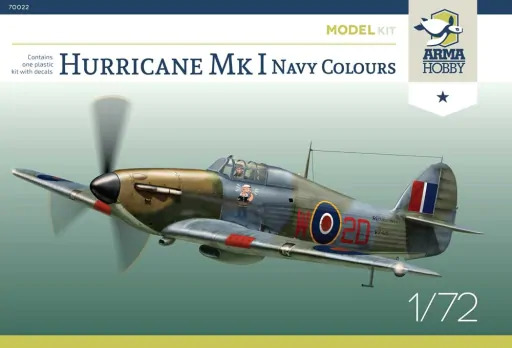 70022
MODEL KIT
Contains
one plastic
kit with decals
HURRICANE MK I NAVY COLOURS
ARMA
HOBBY
W 2D
1/72